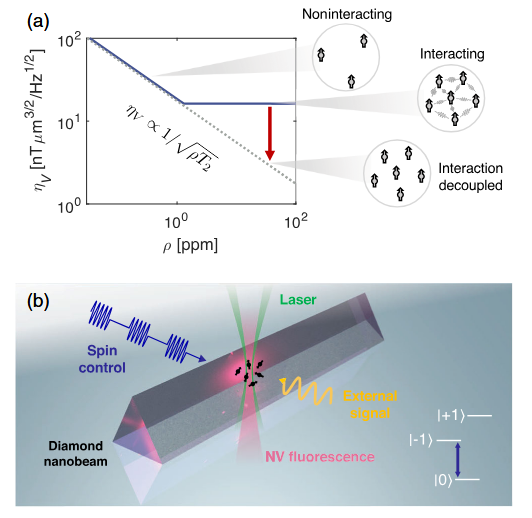 (a)
Noninteracting
Interacting
Interaction
decoupled
η_V [nT μm^{3/2}/Hz^{1/2}]
10^2
10^1
10^0
η_V ∝ 1/√(ρT_2)
10^0
10^2
ρ [ppm]
(b)
Laser
Spin
control
External
signal
Diamond
nanobeam
NV fluorescence
|+1⟩
|-1⟩
|0⟩